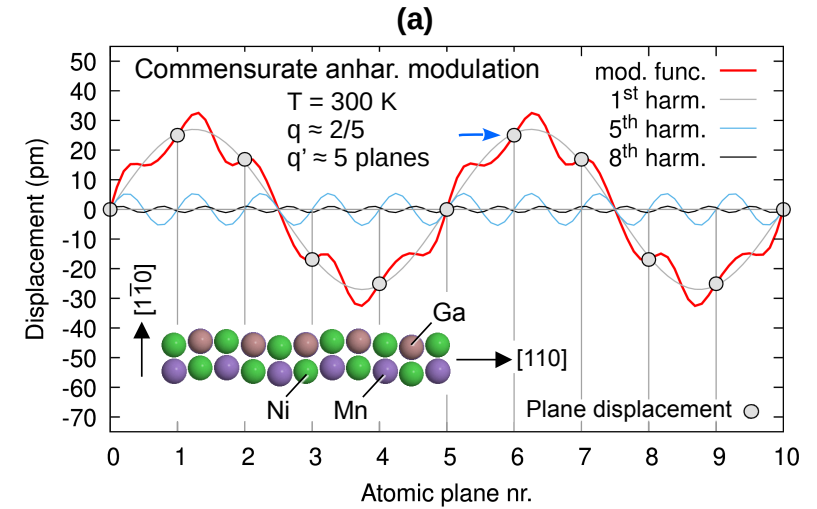 (a)
Commensurate anhar. modulation
T = 300 K
q ≈ 2/5
q' ≈ 5 planes
mod. func.
1st harm.
5th harm.
8th harm.
Displacement (pm)
50
40
30
20
10
0
-10
-20
-30
-40
-50
-60
-70
[11̄0]
Ga
[110]
Ni
Mn
Plane displacement
0 1 2 3 4 5 6 7 8 9 10
Atomic plane nr.